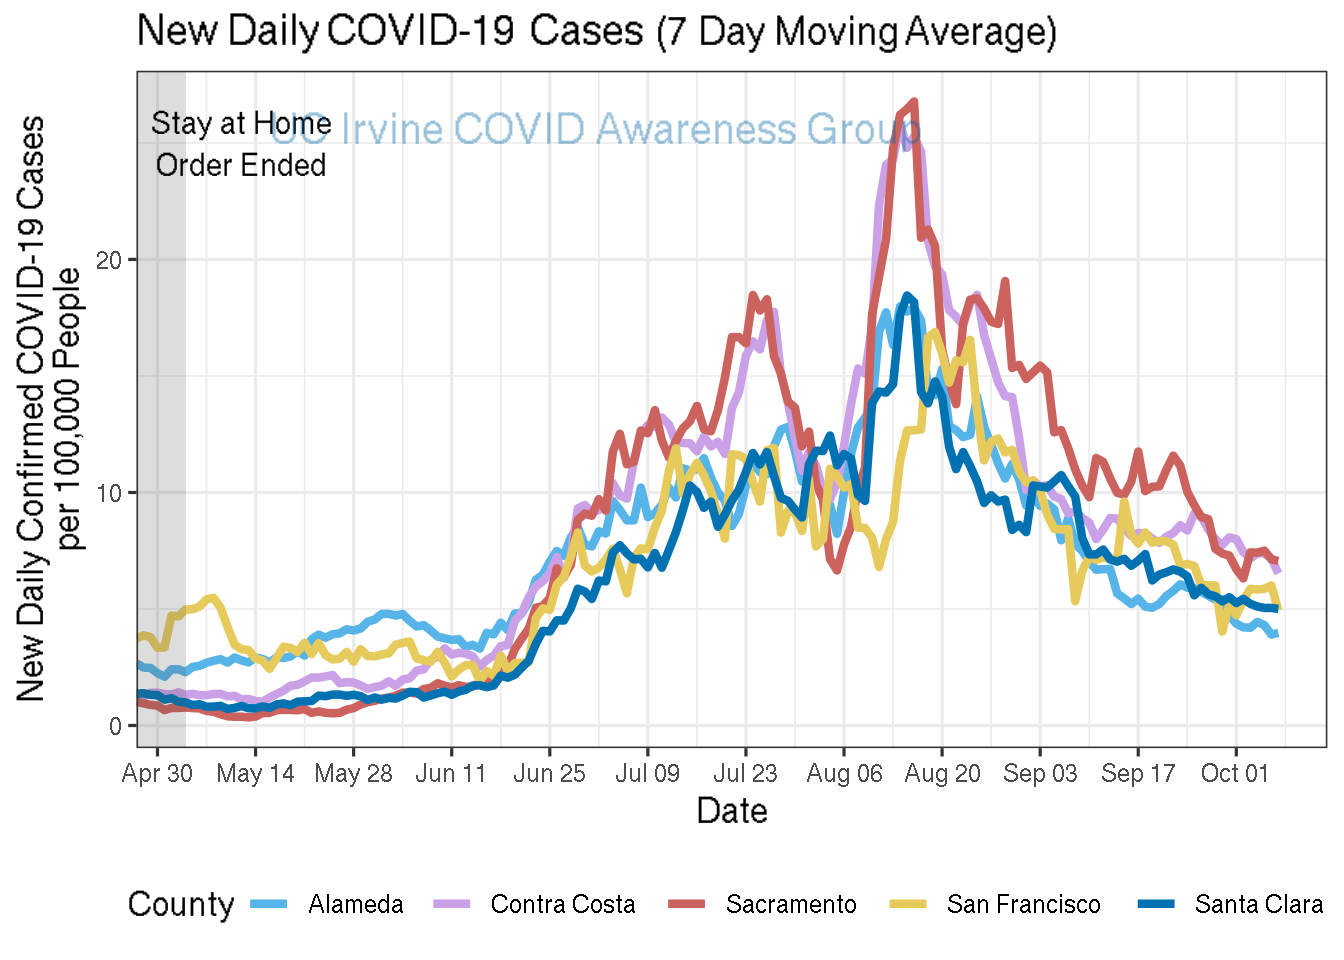 New Daily COVID-19 Cases (7 Day Moving Average)
New Daily Confirmed COVID-19 Cases
per 100,000 People
UC Irvine COVID Awareness Group
Stay at Home
Order Ended
20
10
0
Apr 30 May 14 May 28 Jun 11 Jun 25 Jul 09 Jul 23 Aug 06 Aug 20 Sep 03 Sep 17 Oct 01
Date
County Alameda Contra Costa Sacramento San Francisco Santa Clara